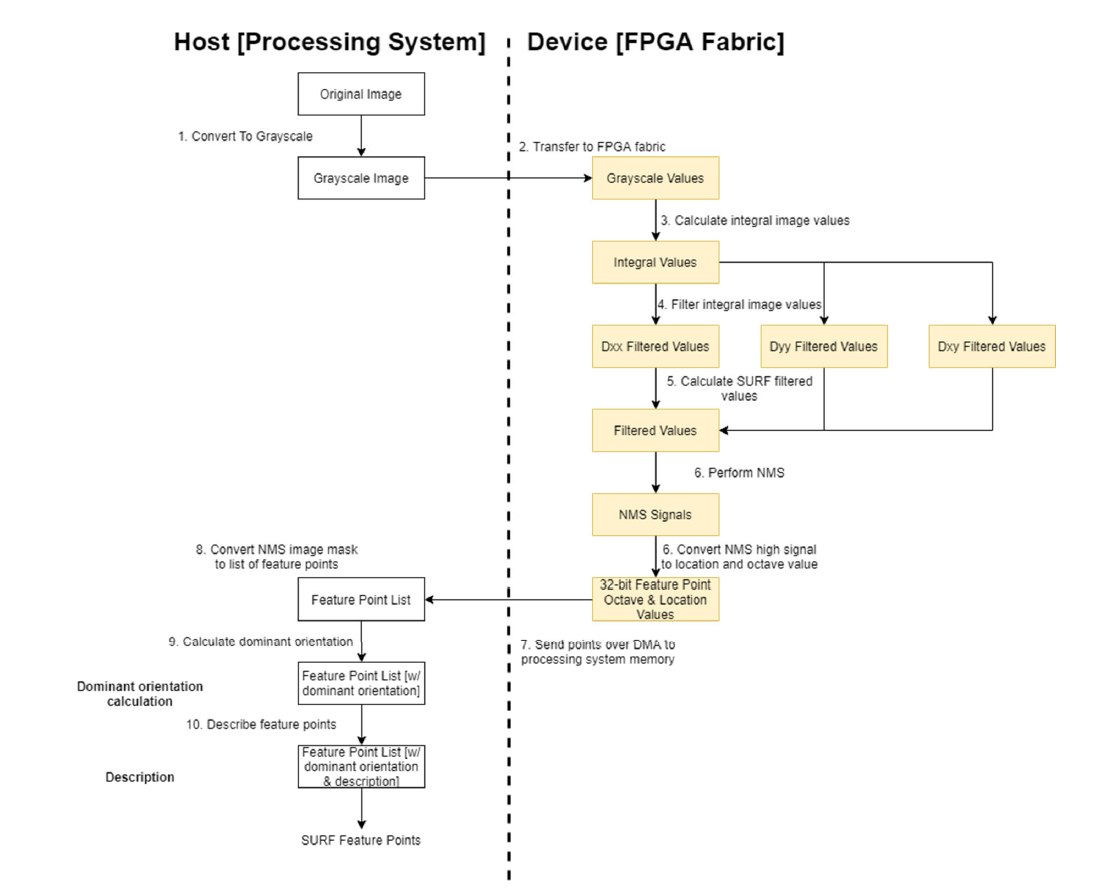 Host [Processing System]
Device [FPGA Fabric]
Original Image
1. Convert To Grayscale
2. Transfer to FPGA fabric
Grayscale Image
Grayscale Values
3. Calculate integral image values
Integral Values
4. Filter integral image values
Dxx Filtered Values
Dyy Filtered Values
Dxy Filtered Values
5. Calculate SURF filtered
values
Filtered Values
6. Perform NMS
NMS Signals
8. Convert NMS image mask
to list of feature points
6. Convert NMS high signal
to location and octave value
Feature Point List
32-bit Feature Point
Octave & Location
Values
9. Calculate dominant orientation
7. Send points over DMA to
processing system memory
Dominant orientation
calculation
Feature Point List [w/
dominant orientation]
10. Describe feature points
Description
Feature Point List [w/
dominant orientation
& description]
SURF Feature Points